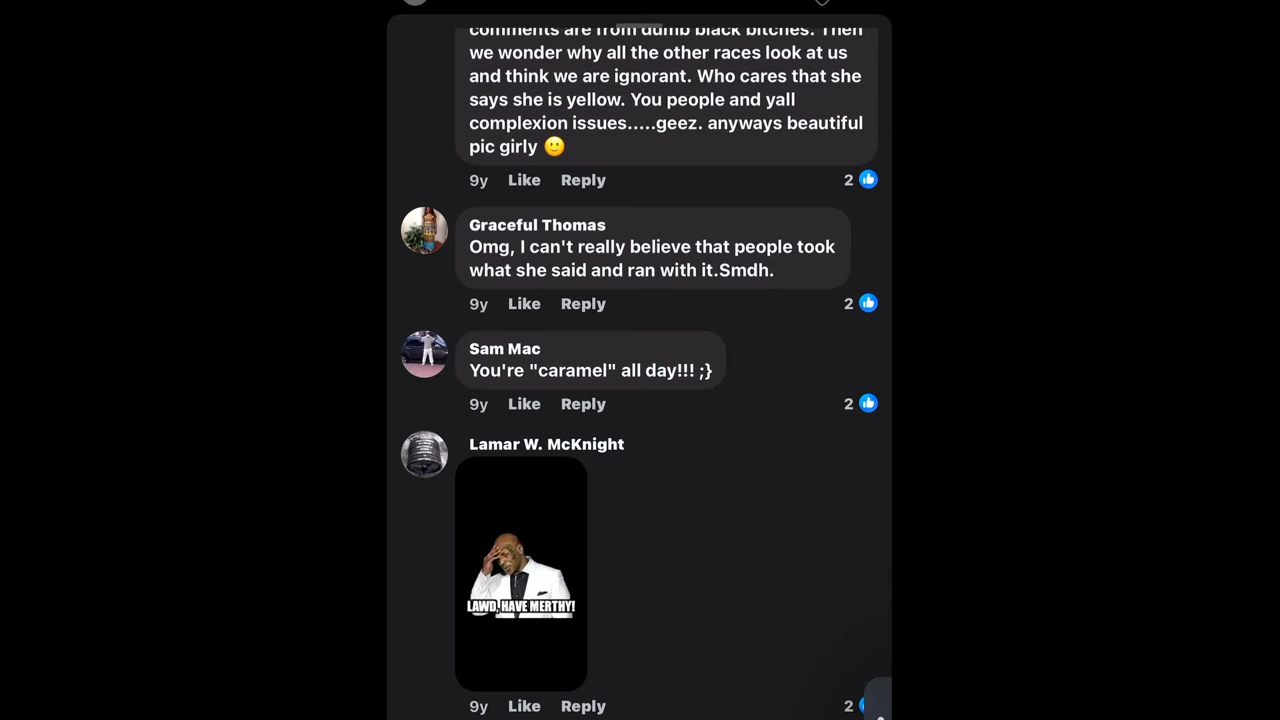 comments are from dumb black bitches. Then
we wonder why all the other races look at us
and think we are ignorant. Who cares that she
says she is yellow. You people and yall
complexion issues.....geez. anyways beautiful
pic girly 🙂
9y Like Reply 2
Graceful Thomas
Omg, I can't really believe that people took
what she said and ran with it.Smdh.
9y Like Reply 2
Sam Mac
You're "caramel" all day!!! ;}
9y Like Reply 2
Lamar W. McKnight
LAWD, HAVE MERTHY!
9y Like Reply 2